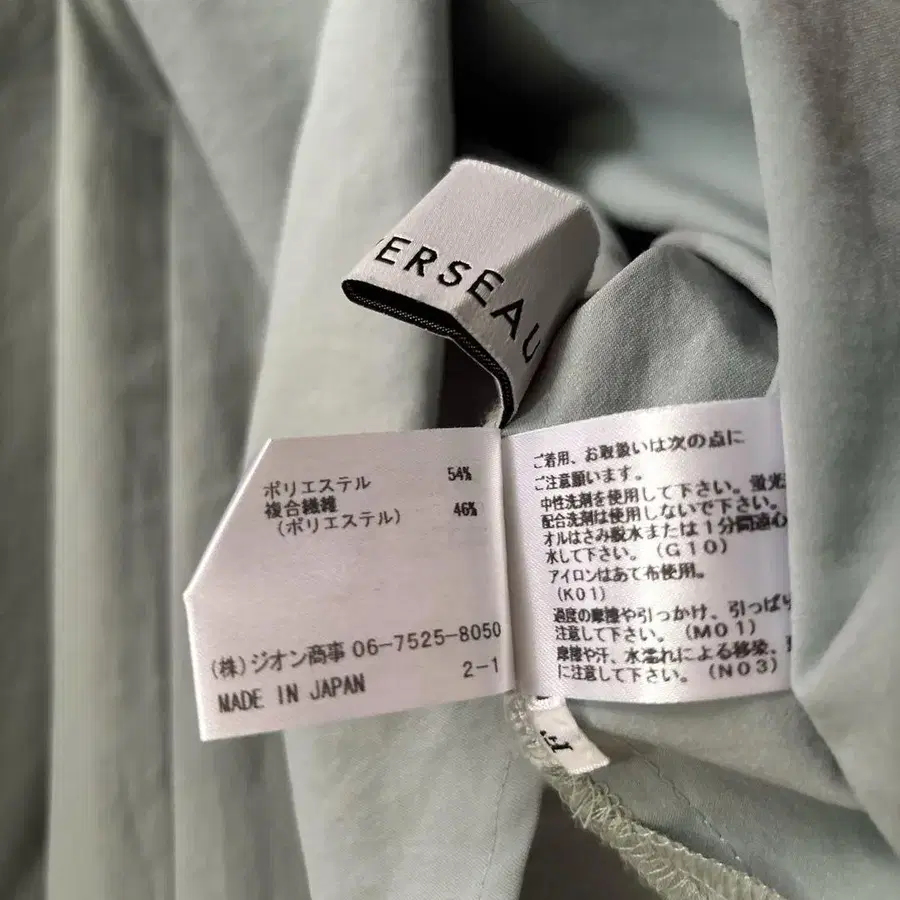 ERSEAU
ポリエステル 54%
複合繊維 46%
(ポリエステル)
(株)ジオン商事 06-7525-8050
MADE IN JAPAN 2-1
ご着用、お取扱いは次の点に
ご注意願います。
中性洗剤を使用して下さい。蛍光
配合洗剤は使用しないで下さい。
オルはさみ脱水または1分間遠心
水して下さい。(G10)
アイロンはあて布使用。
(K01)
過度の摩擦や引っかけ、引っぱり
注意して下さい。(M01)
摩擦や汗、水濡れによる移染、
に注意して下さい。(N03)
F